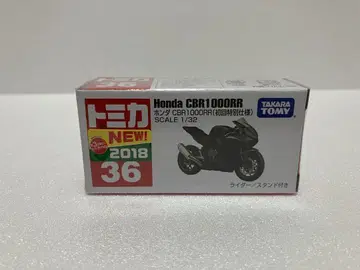 Honda CBR1000RR
ホンダ CBR1000RR(初回特別仕様)
SCALE 1/32
TAKARA
TOMY
トミカ
NEW!
2018
36
ライダー/スタンド付き